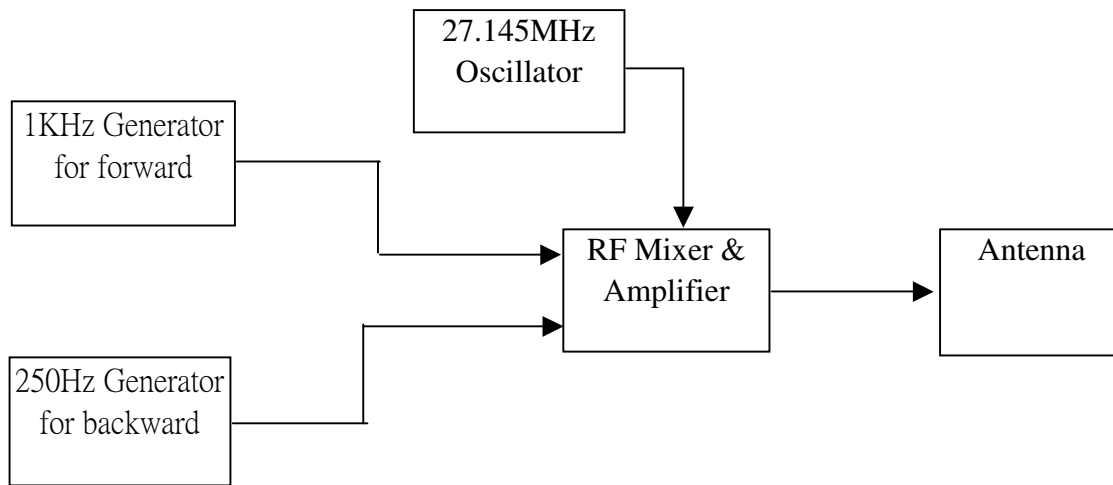 27.145MHz
Oscillator
1KHz Generator
for forward
RF Mixer &
Amplifier
Antenna
250Hz Generator
for backward